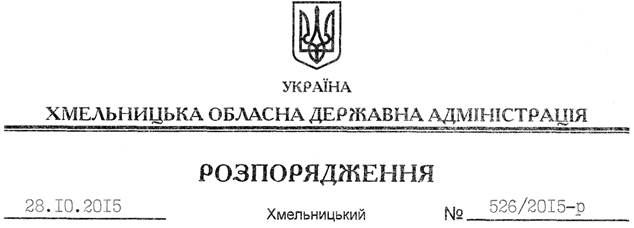 УКРАЇНА
ХМЕЛЬНИЦЬКА ОБЛАСНА ДЕРЖАВНА АДМІНІСТРАЦІЯ
РОЗПОРЯДЖЕННЯ
28.10.2015 Хмельницький № 526/2015-р